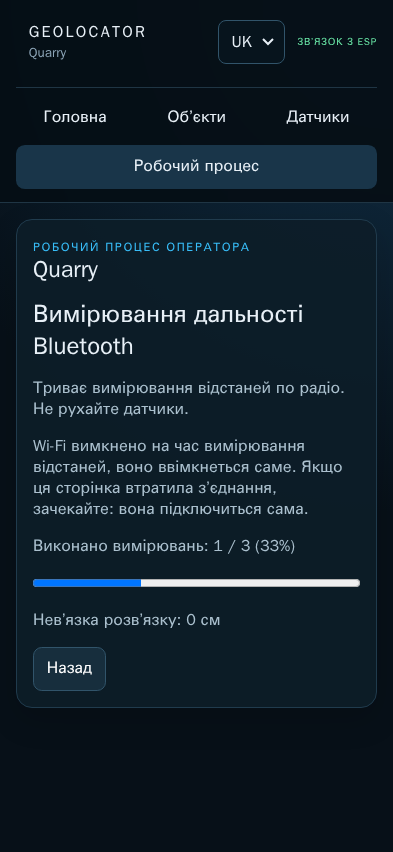 GEOLOCATOR
Quarry
UK
ЗВ'ЯЗОК З ESP
Головна
Об'єкти
Датчики
Робочий процес
РОБОЧИЙ ПРОЦЕС ОПЕРАТОРА
Quarry
Вимірювання дальності
Bluetooth
Триває вимірювання відстаней по радіо.
Не рухайте датчики.
Wi-Fi вимкнено на час вимірювання
відстаней, воно ввімкнеться саме. Якщо
ця сторінка втратила з'єднання,
зачекайте: вона підключиться сама.
Виконано вимірювань: 1 / 3 (33%)
Нев'язка розв'язку: 0 см
Назад